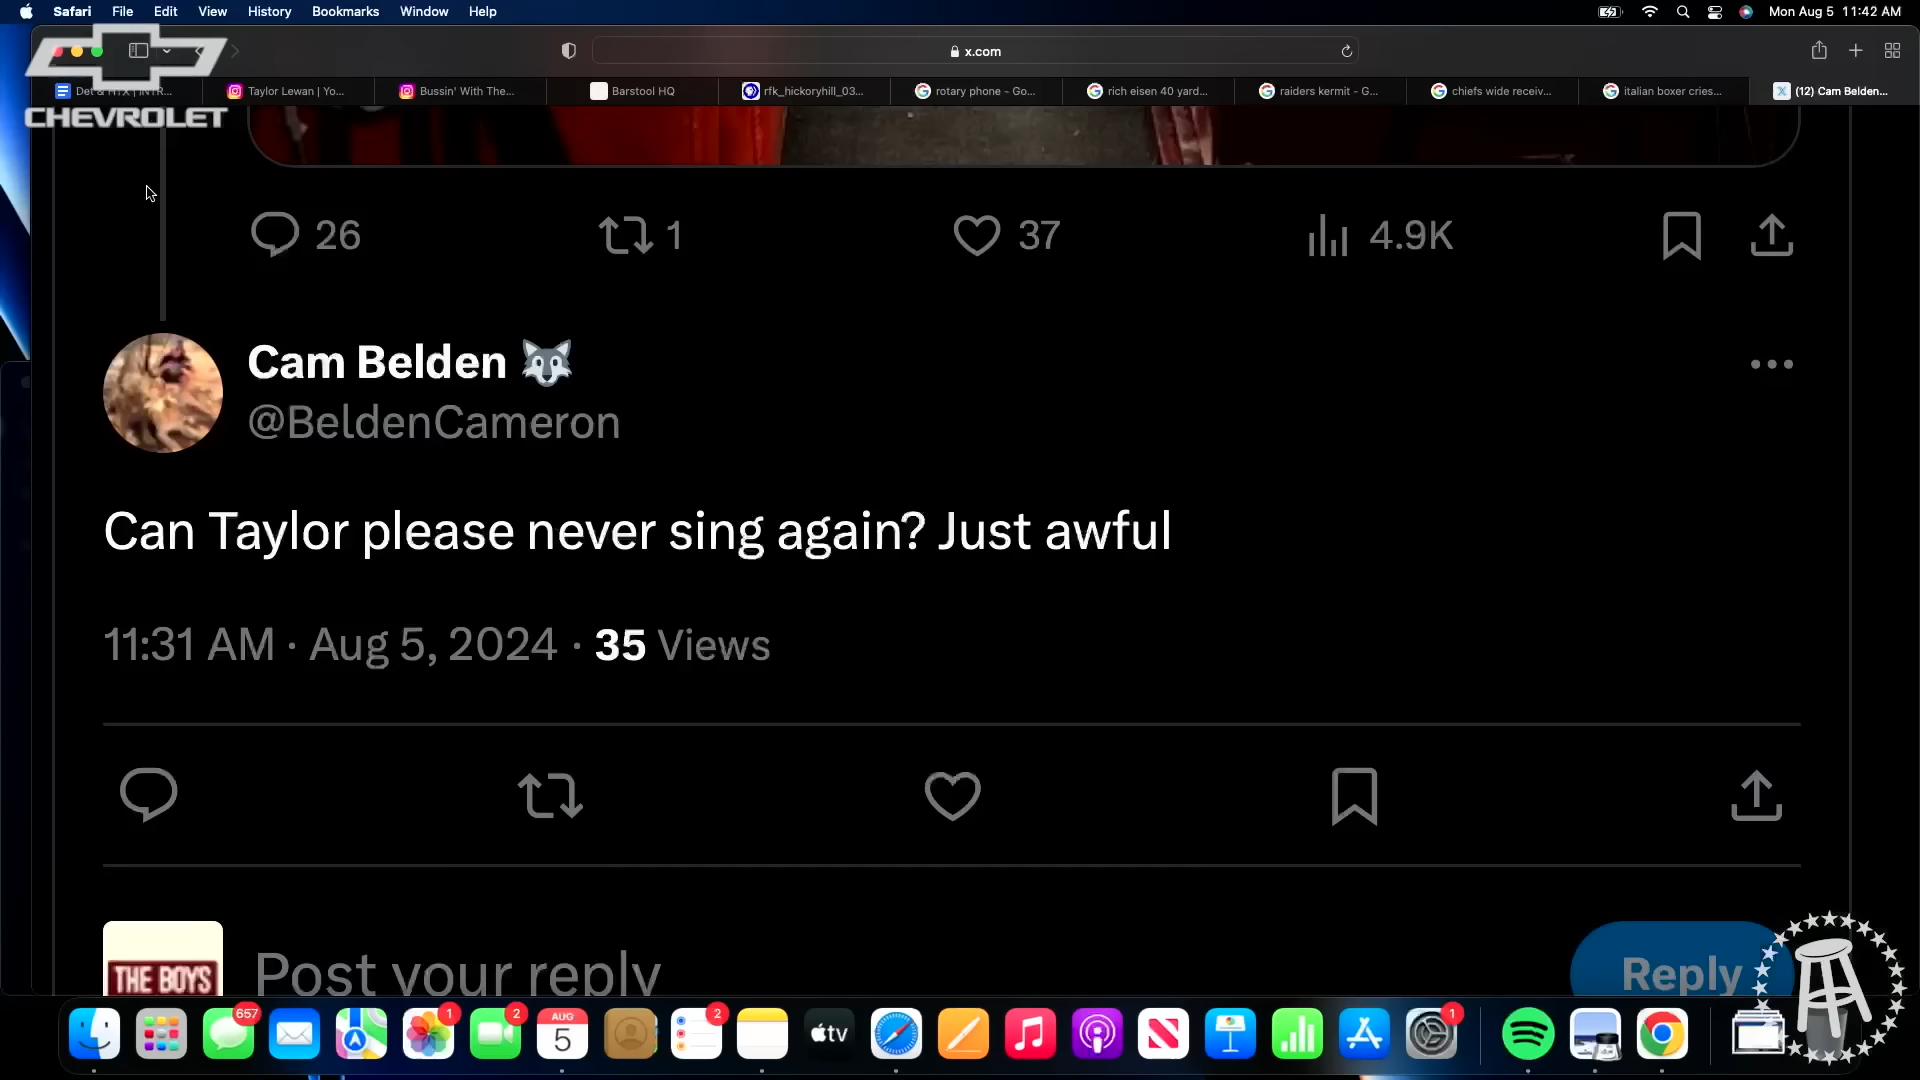 Safari File Edit View History Bookmarks Window Help Mon Aug 5 11:42 AM
x.com
CHEVROLET
Taylor Lewan | Yo... Bussin' With The... Barstool HQ rfk_hickoryhill_03... rotary phone - Go... rich eisen 40 yard... raiders kermit - G... chiefs wide receiv... italian boxer cries... (12) Cam Belden...
26 1 37 4.9K
Cam Belden
@BeldenCameron
Can Taylor please never sing again? Just awful
11:31 AM · Aug 5, 2024 · 35 Views
THE BOYS
Post your reply
Reply
657 1 2 AUG 5 2 tv 1